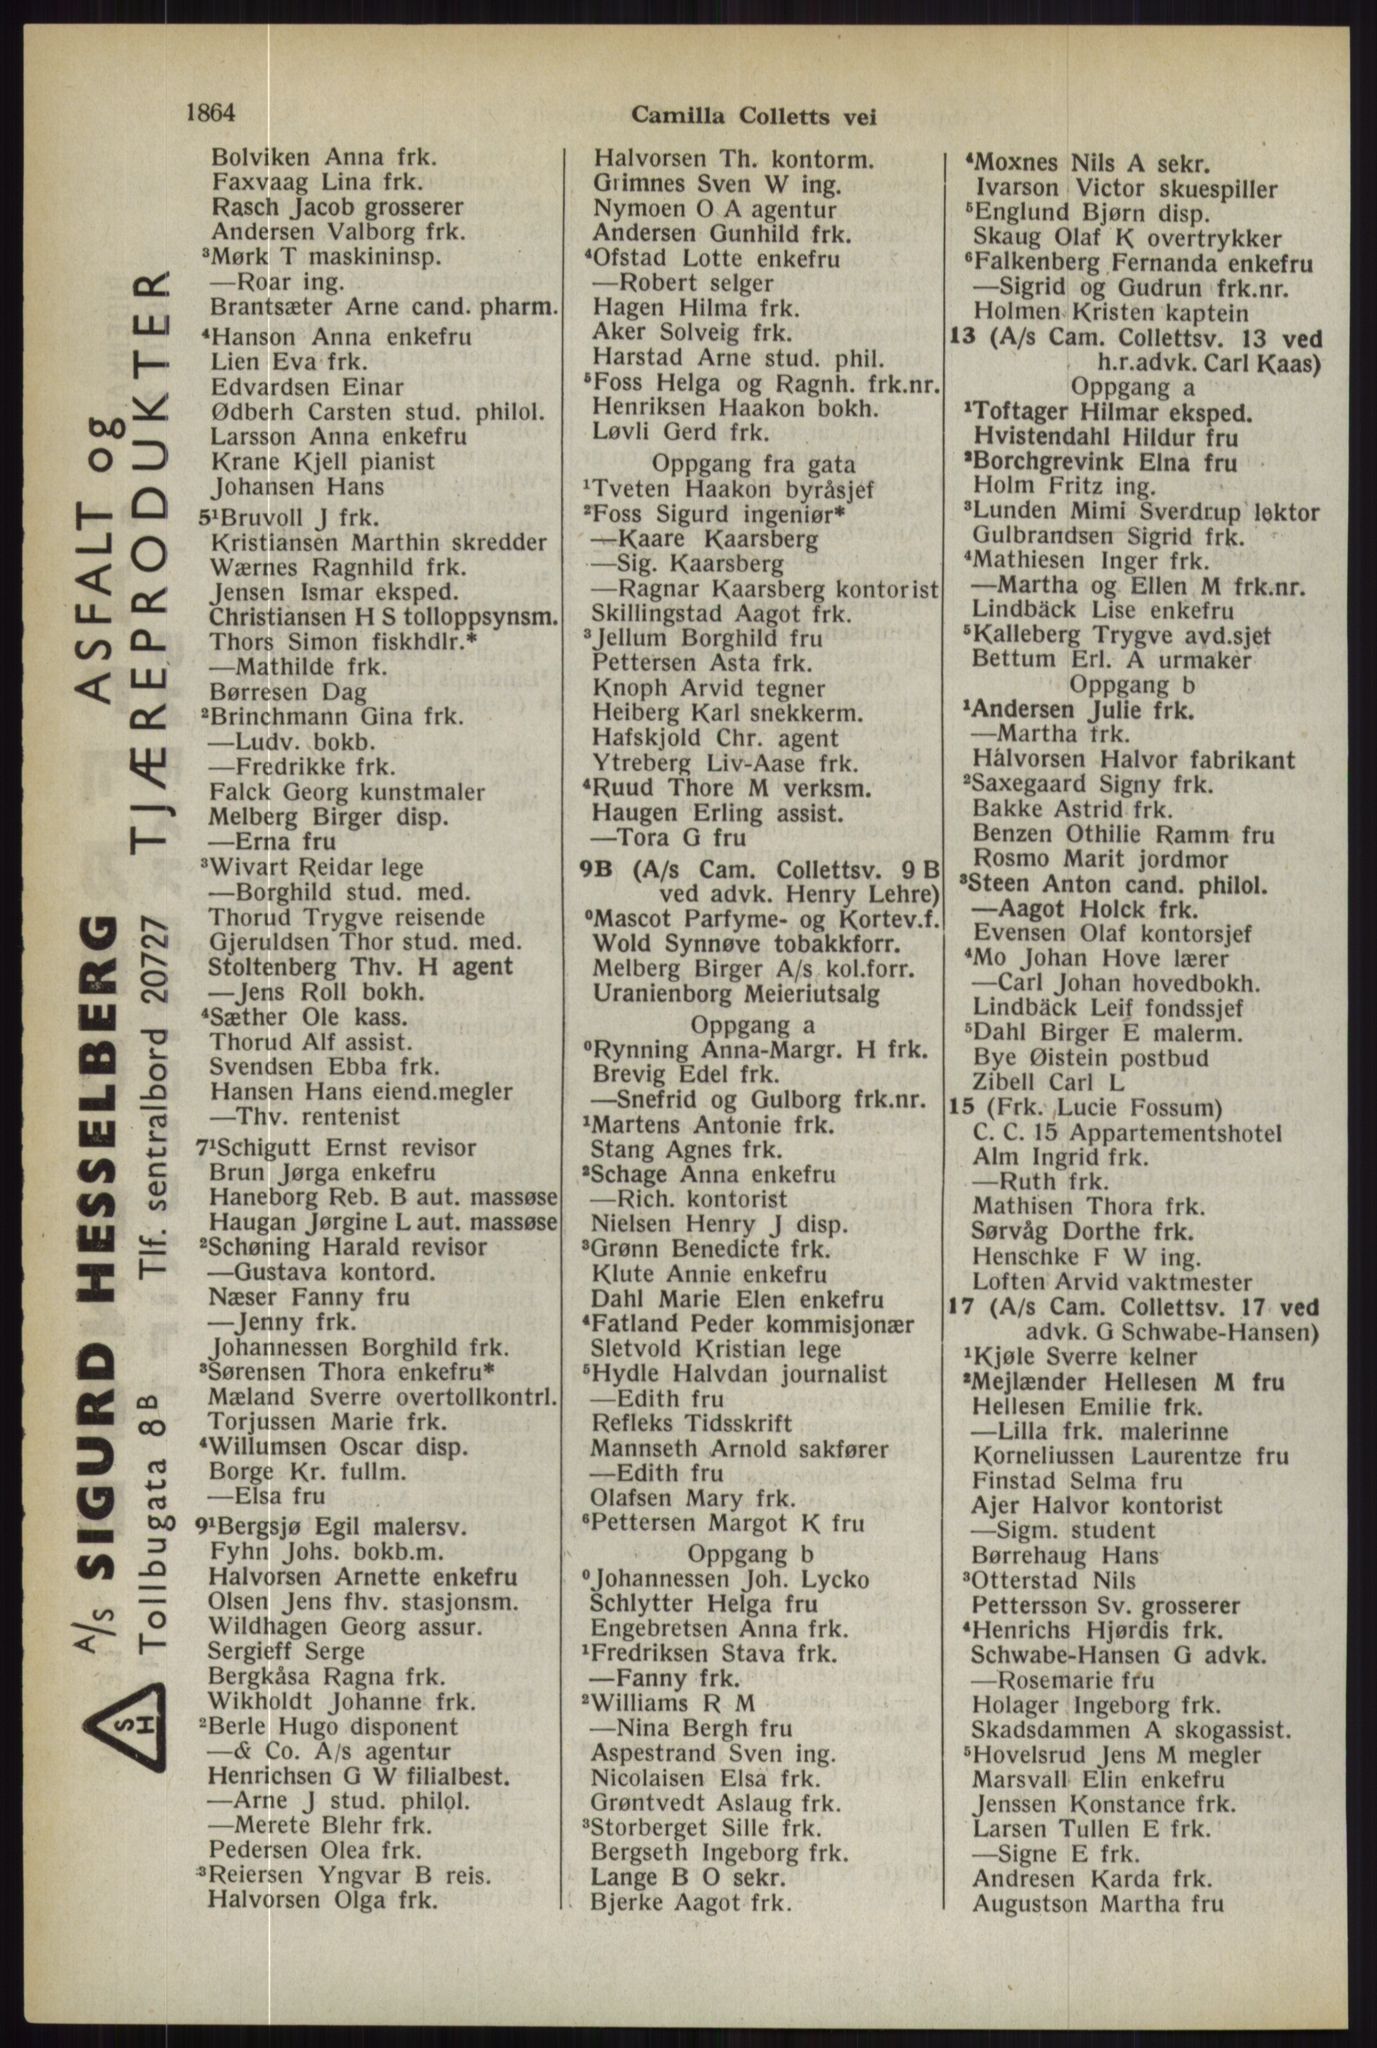 1864
Camilla Colletts vei
Bolviken Anna frk.
Faxvaag Lina frk.
Rasch Jacob grosserer
Andersen Valborg frk.
³Mørk T maskininsp.
—Roar ing.
Brantsæter Arne cand. pharm.
⁴Hanson Anna enkefru
Lien Eva frk.
Edvardsen Einar
Ødberh Carsten stud. philol.
Larsson Anna enkefru
Krane Kjell pianist
Johansen Hans
5¹Bruvoll J frk.
Kristiansen Marthin skredder
Wærnes Ragnhild frk.
Jensen Ismar eksped.
Christiansen H S tolloppsynsm.
Thors Simon fiskhdlr.*
—Mathilde frk.
Børresen Dag
²Brinchmann Gina frk.
—Ludv. bokb.
—Fredrikke frk.
Falck Georg kunstmaler
Melberg Birger disp.
—Erna fru
³Wivart Reidar lege
—Borghild stud. med.
Thorud Trygve reisende
Gjeruldsen Thor stud. med.
Stoltenberg Thv. H agent
—Jens Roll bokh.
⁴Sæther Ole kass.
Thorud Alf assist.
Svendsen Ebba frk.
Hansen Hans eiend.megler
—Thv. rentenist
7¹Schigutt Ernst revisor
Brun Jørga enkefru
Haneborg Reb. B aut. massøse
Haugan Jørgine L aut. massøse
²Schøning Harald revisor
—Gustava kontord.
Næser Fanny fru
—Jenny frk.
Johannessen Borghild frk.
³Sørensen Thora enkefru*
Mæland Sverre overtollkontrl.
Torjussen Marie frk.
⁴Willumsen Oscar disp.
Borge Kr. fullm.
—Elsa fru
9¹Bergsjø Egil malersv.
Fyhn Johs. bokb.m.
Halvorsen Arnette enkefru
Olsen Jens fhv. stasjonsm.
Wildhagen Georg assur.
Sergieff Serge
Bergkåsa Ragna frk.
Wikholdt Johanne frk.
²Berle Hugo disponent
—& Co. A/s agentur
Henrichsen G W filialbest.
—Arne J stud. philol.
—Merete Blehr frk.
Pedersen Olea frk.
³Reiersen Yngvar B reis.
Halvorsen Olga frk.
Halvorsen Th. kontorm.
Grimnes Sven W ing.
Nymoen O A agentur
Andersen Gunhild frk.
⁴Ofstad Lotte enkefru
—Robert selger
Hagen Hilma frk.
Aker Solveig frk.
Harstad Arne stud. phil.
⁵Foss Helga og Ragnh. frk.nr.
Henriksen Haakon bokh.
Løvli Gerd frk.
Oppgang fra gata
¹Tveten Haakon byråsjef
²Foss Sigurd ingeniør*
—Kaare Kaarsberg
—Sig. Kaarsberg
—Ragnar Kaarsberg kontorist
Skillingstad Aagot frk.
³Jellum Borghild fru
Pettersen Asta frk.
Knoph Arvid tegner
Heiberg Karl snekkerm.
Hafskjold Chr. agent
Ytreberg Liv-Aase frk.
⁴Ruud Thore M verksm.
Haugen Erling assist.
—Tora G fru
9B (A/s Cam. Collettsv. 9 B
ved advk. Henry Lehre)
⁰Mascot Parfyme- og Kortev.f.
Wold Synnøve tobakkforr.
Melberg Birger A/s kol.forr.
Uranienborg Meieriutsalg
Oppgang a
⁰Rynning Anna-Margr. H frk.
Brevig Edel frk.
—Snefrid og Gulborg frk.nr.
¹Martens Antonie frk.
Stang Agnes frk.
²Schage Anna enkefru
—Rich. kontorist
Nielsen Henry J disp.
³Grønn Benedicte frk.
Klute Annie enkefru
Dahl Marie Elen enkefru
⁴Fatland Peder kommisjonær
Sletvold Kristian lege
⁵Hydle Halvdan journalist
—Edith fru
Refleks Tidsskrift
Mannseth Arnold sakfører
—Edith fru
Olafsen Mary frk.
⁶Pettersen Margot K fru
Oppgang b
⁰Johannessen Joh. Lycko
Schlytter Helga fru
Engebretsen Anna frk.
¹Fredriksen Stava frk.
—Fanny frk.
²Williams R M
—Nina Bergh fru
Aspestrand Sven ing.
Nicolaisen Elsa frk.
Grøntvedt Aslaug frk.
³Storberget Sille frk.
Bergseth Ingeborg frk.
Lange B O sekr.
Bjerke Aagot frk.
⁴Moxnes Nils A sekr.
Ivarson Victor skuespiller
⁵Englund Bjørn disp.
Skaug Olaf K overtrykker
⁶Falkenberg Fernanda enkefru
—Sigrid og Gudrun frk.nr.
Holmen Kristen kaptein
13 (A/s Cam. Collettsv. 13 ved
h.r.advk. Carl Kaas)
Oppgang a
¹Toftager Hilmar eksped.
Hvistendahl Hildur fru
²Borchgrevink Elna fru
Holm Fritz ing.
³Lunden Mimi Sverdrup lektor
Gulbrandsen Sigrid frk.
⁴Mathiesen Inger frk.
—Martha og Ellen M frk.nr.
Lindbäck Lise enkefru
⁵Kalleberg Trygve avd.sjef
Bettum Erl. A urmaker
Oppgang b
¹Andersen Julie frk.
—Martha frk.
Halvorsen Halvor fabrikant
²Saxegaard Signy frk.
Bakke Astrid frk.
Benzen Othilie Ramm fru
Rosmo Marit jordmor
³Steen Anton cand. philol.
—Aagot Holck frk.
Evensen Olaf kontorsjef
⁴Mo Johan Hove lærer
—Carl Johan hovedbokh.
Lindbäck Leif fondssjef
⁵Dahl Birger E malerm.
Bye Øistein postbud
Zibell Carl L
15 (Frk. Lucie Fossum)
C. C. 15 Appartementshotel
Alm Ingrid frk.
—Ruth frk.
Mathisen Thora frk.
Sørvåg Dorthe frk.
Henschke F W ing.
Loften Arvid vaktmester
17 (A/s Cam. Collettsv. 17 ved
advk. G Schwabe-Hansen)
¹Kjøle Sverre kelner
²Mejlænder Hellesen M fru
Hellesen Emilie frk.
—Lilla frk. malerinne
Korneliussen Laurentze fru
Finstad Selma fru
Ajer Halvor kontorist
—Sigm. student
Børrehaug Hans
³Otterstad Nils
Pettersson Sv. grosserer
⁴Henrichs Hjørdis frk.
Schwabe-Hansen G advk.
—Rosemarie fru
Holager Ingeborg frk.
Skadsdammen A skogassist.
⁵Hovelsrud Jens M megler
Marsvall Elin enkefru
Jenssen Konstance frk.
Larsen Tullen E frk.
—Signe E frk.
Andresen Karda frk.
Augustson Martha fru
A/S SIGURD HESSELBERG ASFALT og
Tollbugata 8B Tlf. sentralbord 20727 TJÆREPRODUKTER
SH